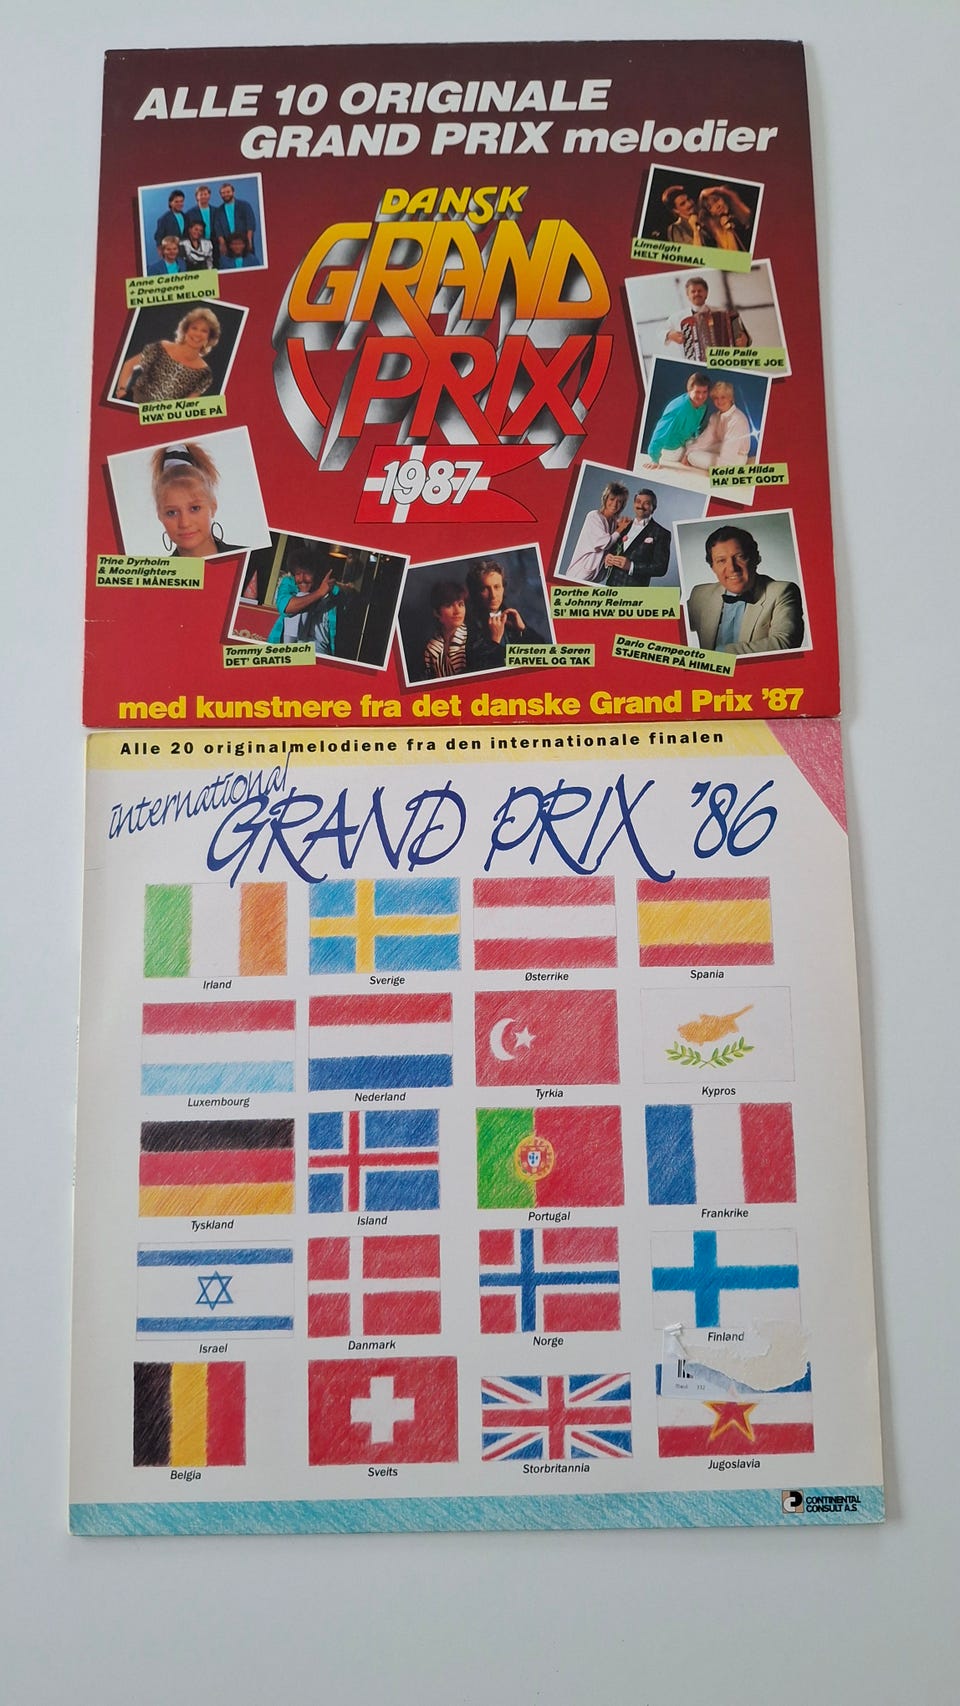 ALLE 10 ORIGINALE
GRAND PRIX melodier
DANSK
GRAND
PRIX
1987
Anne Cathrine
+ Drengene
EN LILLE MELODI
Limelight
HELT NORMAL
Birthe Kjær
HVA' DU UDE PÅ
Lille Palle
GOODBYE JOE
Keld & Hilda
HA' DET GODT
Trine Dyrholm
& Moonlighters
DANSE I MÅNESKIN
Tommy Seebach
DET' GRATIS
Kirsten & Søren
FARVEL OG TAK
Dorthe Kollo
& Johnny Reimar
SI' MIG HVA' DU UDE PÅ
Dario Campeotto
STJERNER PÅ HIMLEN
med kunstnere fra det danske Grand Prix '87
Alle 20 originalmelodiene fra den internationale finalen
international
GRAND PRIX '86
Irland
Sverige
Østerrike
Spania
Luxembourg
Nederland
Tyrkia
Kypros
Tyskland
Island
Portugal
Frankrike
Israel
Danmark
Norge
Finland
Belgia
Sveits
Storbritannia
Jugoslavia
CONTINENTAL
CONSULT A.S.